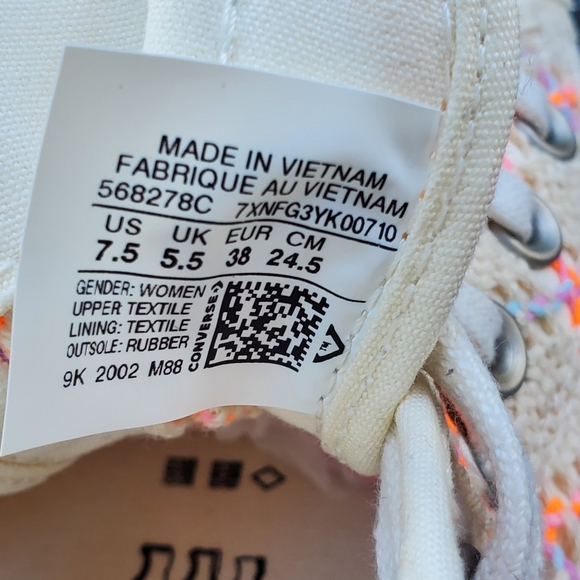 MADE IN VIETNAM
FABRIQUE AU VIETNAM
568278C 7XNFG3YK00710
US UK EUR CM
7.5 5.5 38 24.5
GENDER: WOMEN
UPPER: TEXTILE
LINING: TEXTILE
OUTSOLE: RUBBER
CONVERSE
9K 2002 M88